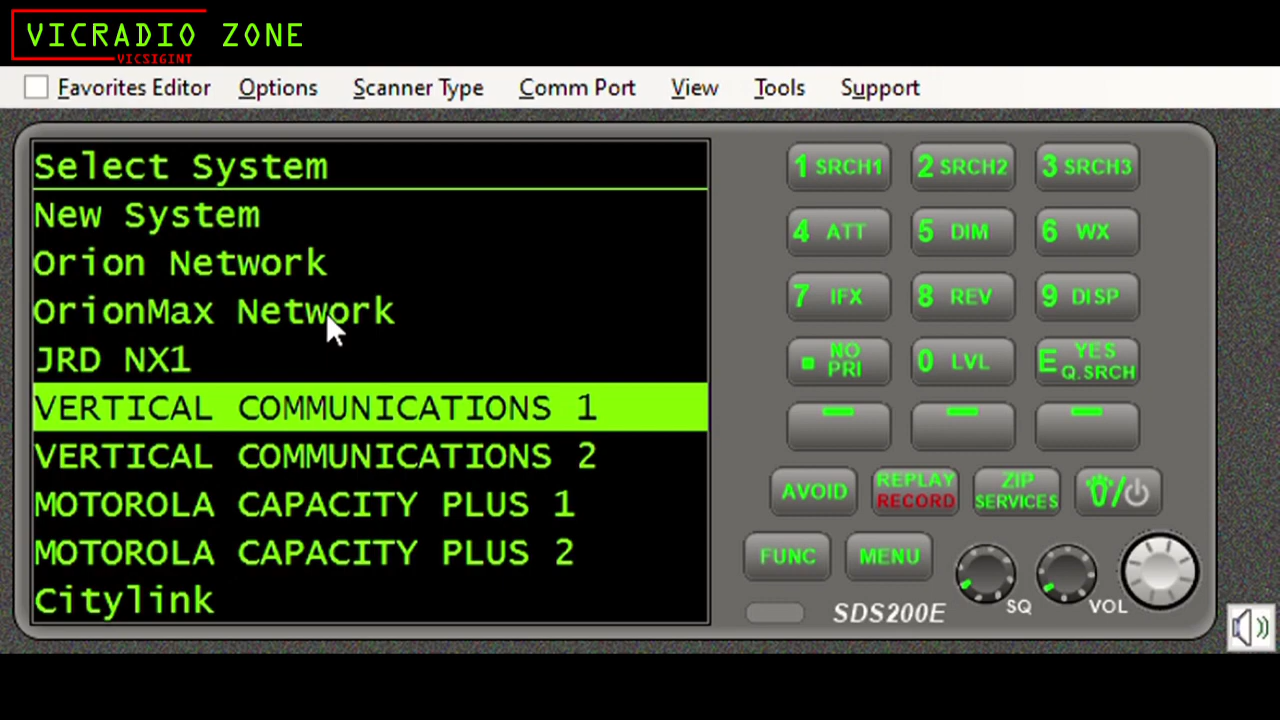 VICRADIO ZONE
VICSIGINT
Favorites Editor Options Scanner Type Comm Port View Tools Support
Select System
New System
Orion Network
OrionMax Network
JRD NX1
VERTICAL COMMUNICATIONS 1
VERTICAL COMMUNICATIONS 2
MOTOROLA CAPACITY PLUS 1
MOTOROLA CAPACITY PLUS 2
Citylink
1 SRCH1 2 SRCH2 3 SRCH3
4 ATT 5 DIM 6 WX
7 IFX 8 REV 9 DISP
. NO PRI 0 LVL E YES Q.SRCH
AVOID REPLAY RECORD ZIP SERVICES
FUNC MENU
SQ VOL
SDS200E